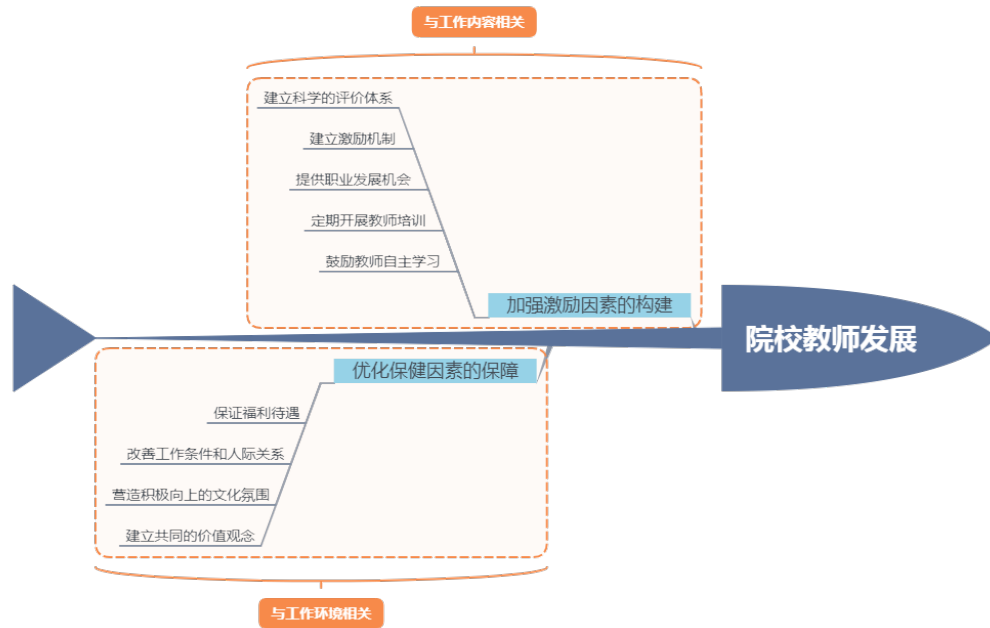 与工作内容相关
建立科学的评价体系
建立激励机制
提供职业发展机会
定期开展教师培训
鼓励教师自主学习
加强激励因素的构建
院校教师发展
优化保健因素的保障
保证福利待遇
改善工作条件和人际关系
营造积极向上的文化氛围
建立共同的价值观念
与工作环境相关